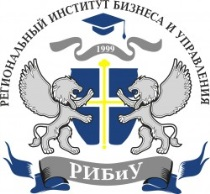 РЕГИОНАЛЬНЫЙ ИНСТИТУТ БИЗНЕСА И УПРАВЛЕНИЯ
1999
РИБиУ